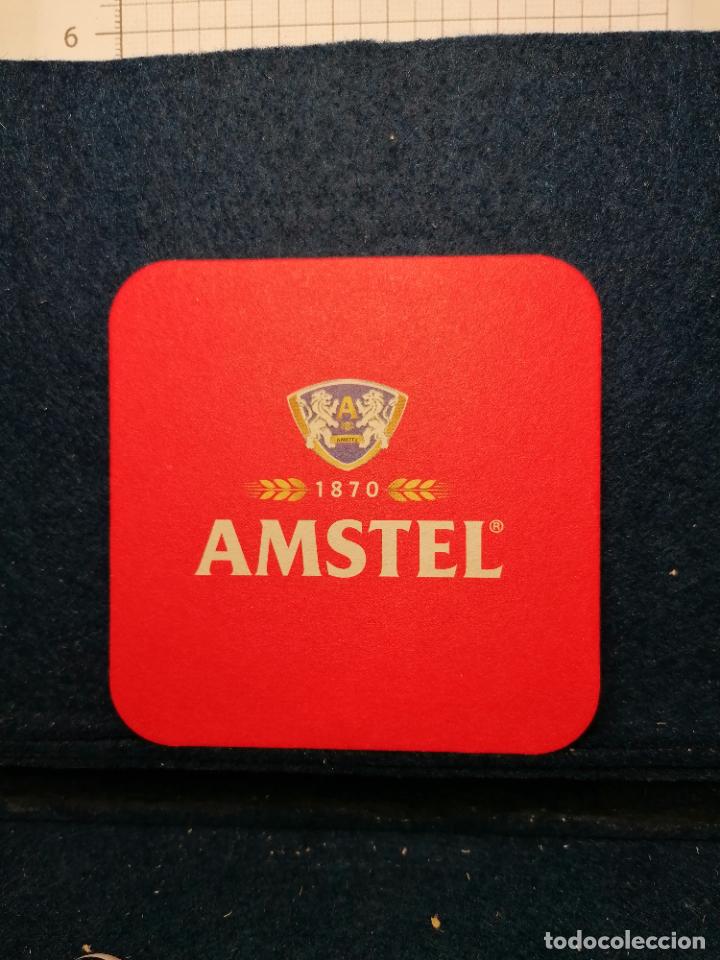 6
A
AMSTEL
1870
AMSTEL®
todocoleccion